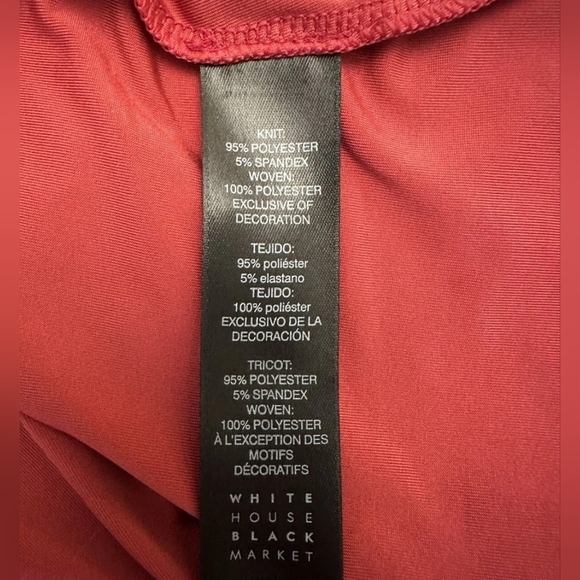 KNIT:
95% POLYESTER
5% SPANDEX
WOVEN:
100% POLYESTER
EXCLUSIVE OF
DECORATION
TEJIDO:
95% poliéster
5% elastano
TEJIDO:
100% poliéster
EXCLUSIVO DE LA
DECORACIÓN
TRICOT:
95% POLYESTER
5% SPANDEX
WOVEN:
100% POLYESTER
À L'EXCEPTION DES
MOTIFS
DÉCORATIFS
WHITE
HOUSE
BLACK
MARKET